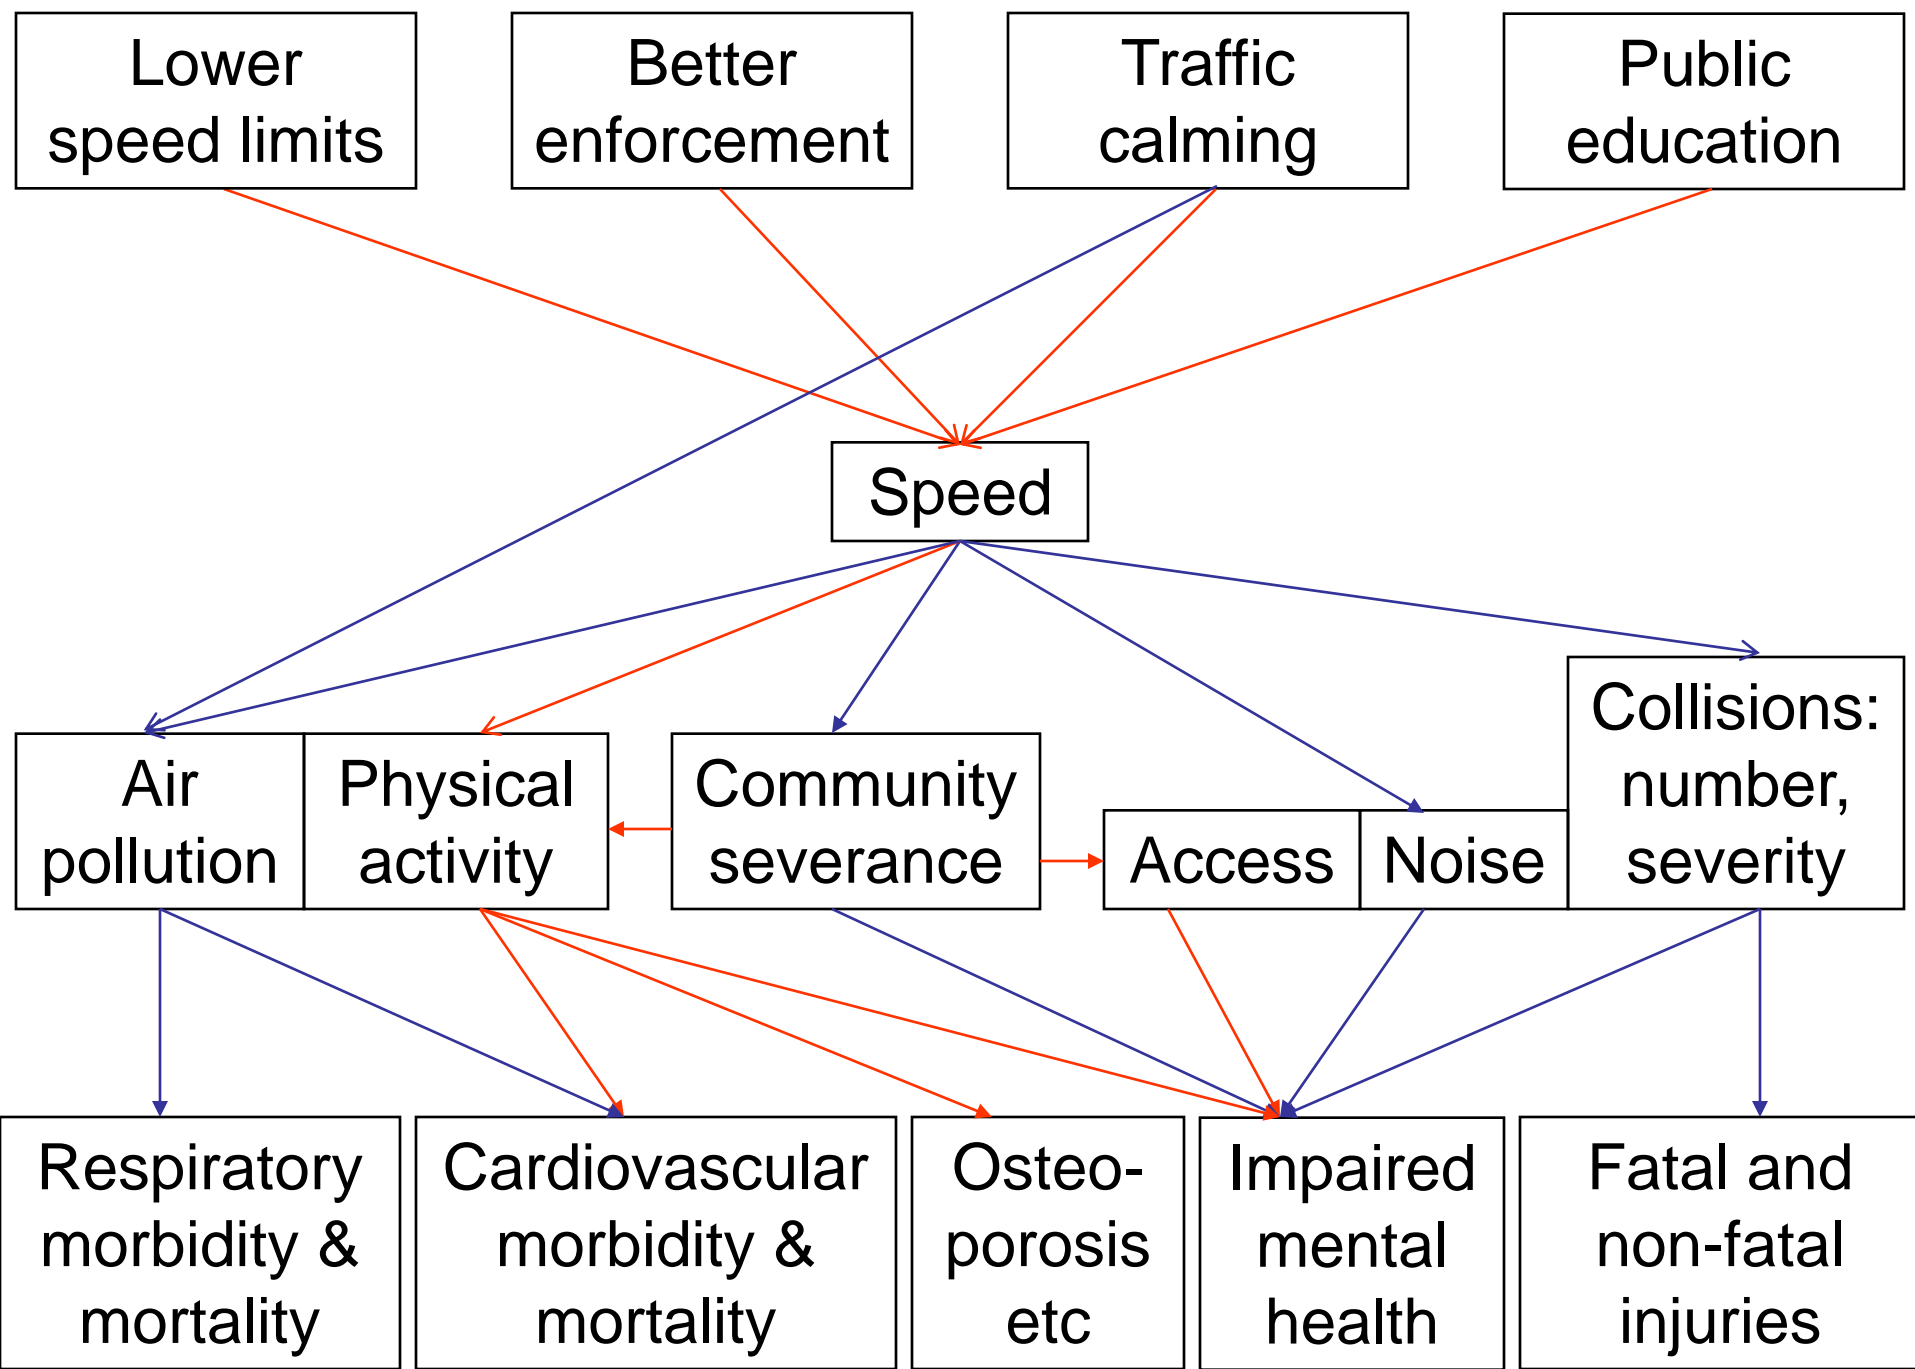 Lower
speed limits
Better
enforcement
Traffic
calming
Public
education
Speed
Air
pollution
Physical
activity
Community
severance
Access
Noise
Collisions:
number,
severity
Respiratory
morbidity &
mortality
Cardiovascular
morbidity &
mortality
Osteo-
porosis
etc
Impaired
mental
health
Fatal and
non-fatal
injuries